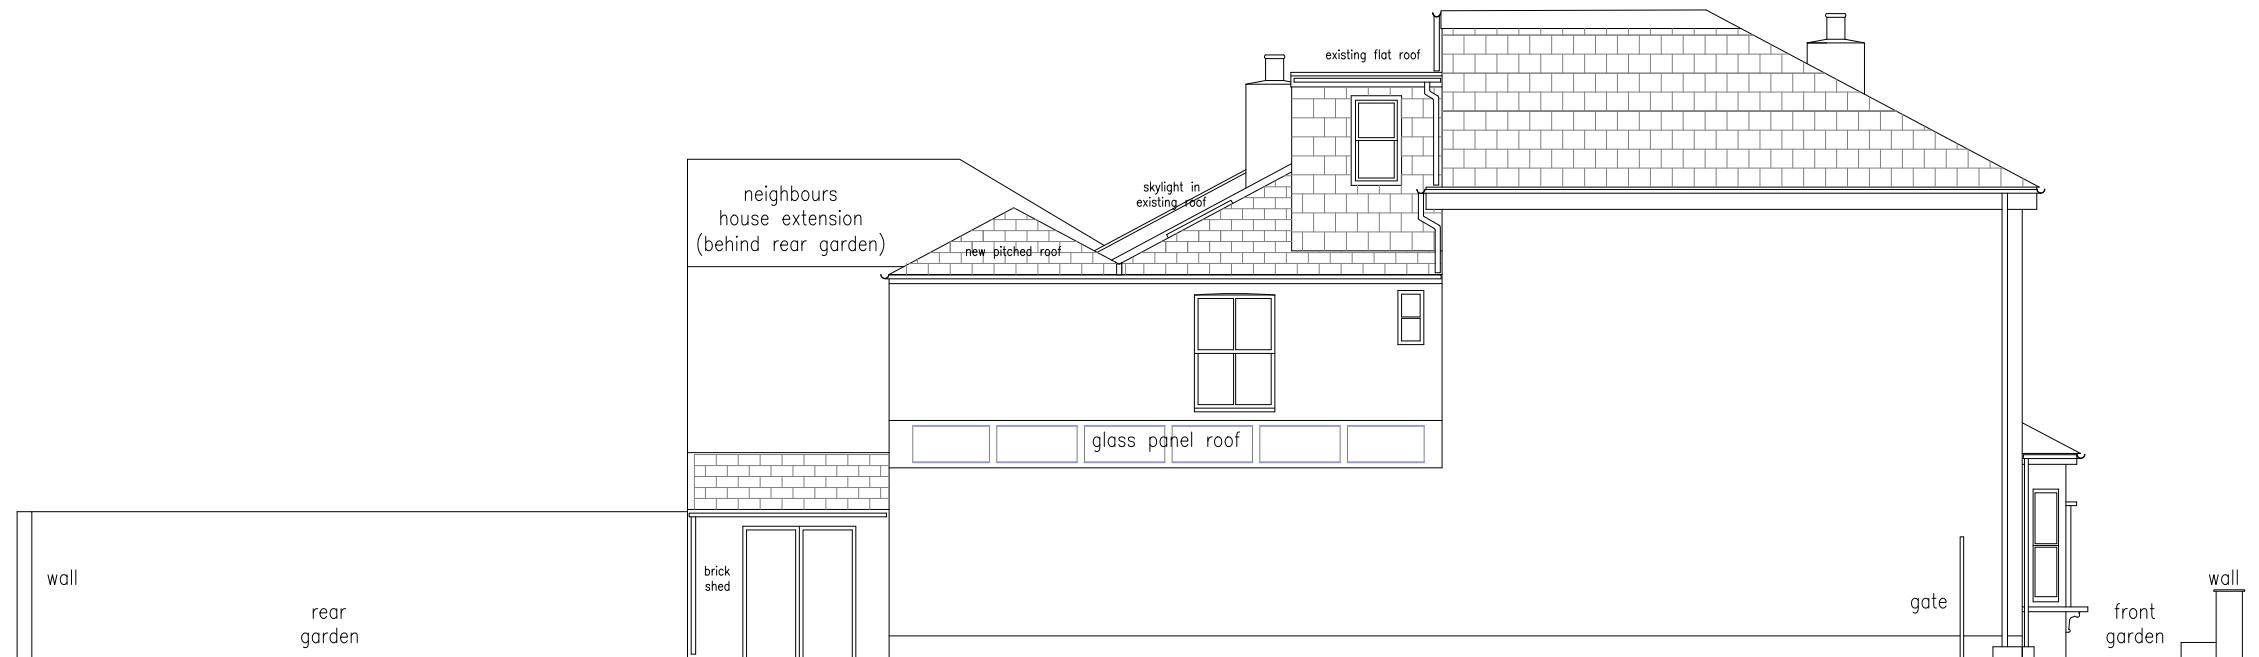 existing flat roof
skylight in
existing roof
neighbours
house extension
(behind rear garden)
new pitched roof
glass panel roof
brick
shed
wall
rear
garden
gate
wall
front
garden